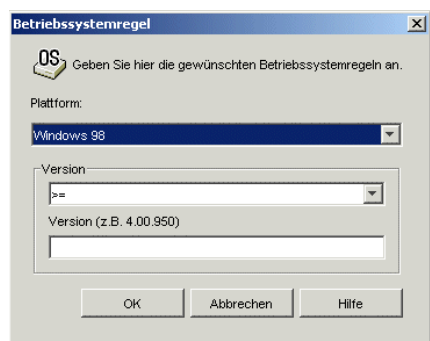 Betriebssystemregel
OS
Geben Sie hier die gewünschten Betriebssystemregeln an.
Plattform:
Windows 98
Version
>=
Version (z.B. 4.00.950)
OK Abbrechen Hilfe